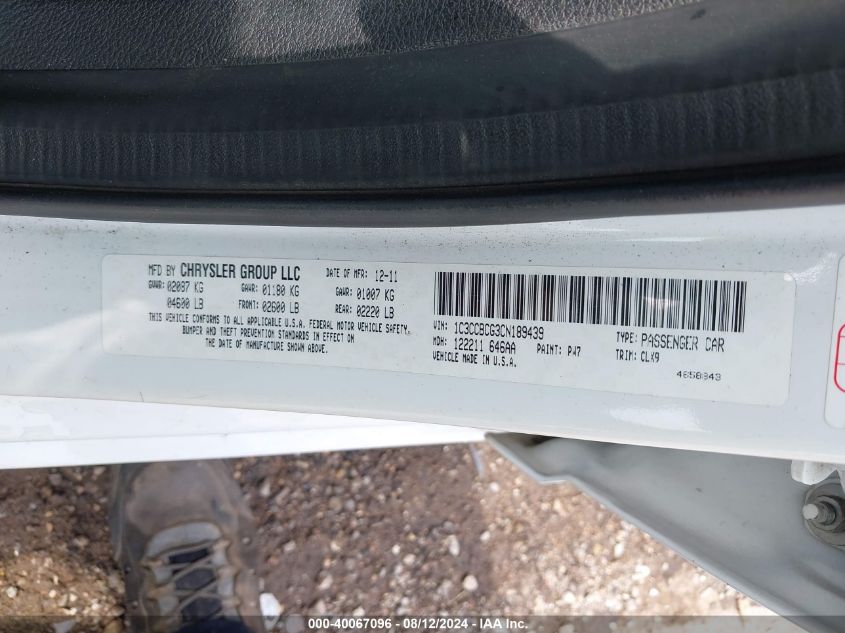 MFD BY CHRYSLER GROUP LLC DATE OF MFR: 12-11
GVWR: 02087 KG GAWR: 01180 KG GAWR: 01007 KG
04600 LB FRONT: 02600 LB REAR: 02220 LB
THIS VEHICLE CONFORMS TO ALL APPLICABLE U.S.A. FEDERAL MOTOR VEHICLE SAFETY,
BUMPER AND THEFT PREVENTION STANDARDS IN EFFECT ON
THE DATE OF MANUFACTURE SHOWN ABOVE.
VIN: 1C3CCBCG3CN189439 TYPE: PASSENGER CAR
MDH: 122211 646AA PAINT: PW7 TRIM: CLX9
VEHICLE MADE IN U.S.A. 4658843
000-40067096 - 08/12/2024 - IAAI.com